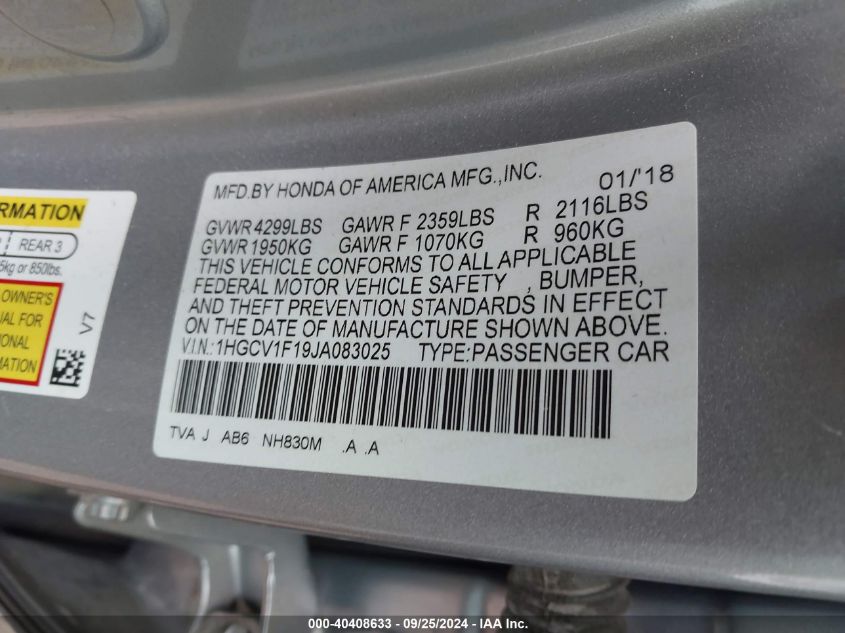 RMATION
REAR 3
5kg or 850lbs.
OWNER'S
UAL FOR
IONAL
RMATION
V7
MFD.BY HONDA OF AMERICA MFG.,INC. 01/'18
GVWR 4299LBS GAWR F 2359LBS R 2116LBS
GVWR 1950KG GAWR F 1070KG R 960KG
THIS VEHICLE CONFORMS TO ALL APPLICABLE
FEDERAL MOTOR VEHICLE SAFETY , BUMPER,
AND THEFT PREVENTION STANDARDS IN EFFECT
ON THE DATE OF MANUFACTURE SHOWN ABOVE.
V.I.N.:1HGCV1F19JA083025 TYPE:PASSENGER CAR
TVA J AB6 NH830M .A .A
000-40408633 - 09/25/2024 - IAA Inc.